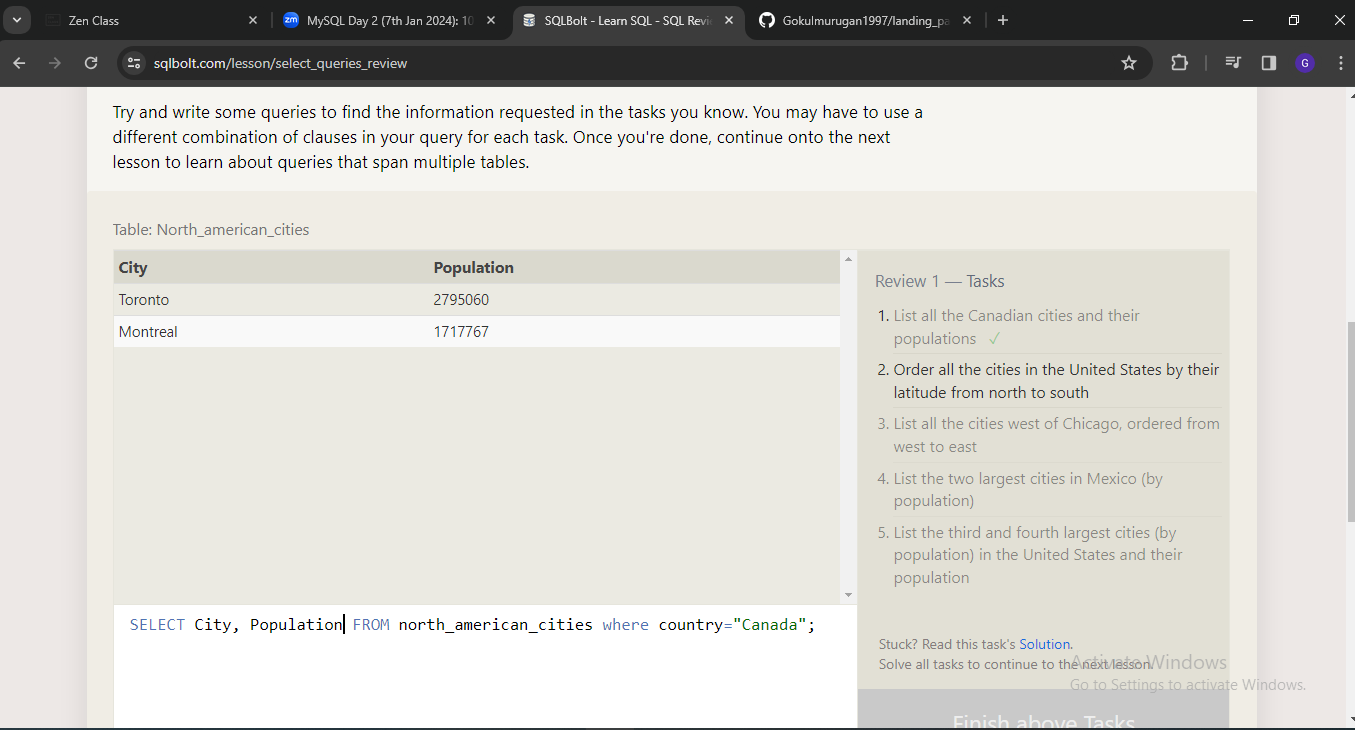 Zen Class
zm MySQL Day 2 (7th Jan 2024): 10
SQLBolt - Learn SQL - SQL Revie
Gokulmurugan1997/landing_pa
sqlbolt.com/lesson/select_queries_review
G
Try and write some queries to find the information requested in the tasks you know. You may have to use a
different combination of clauses in your query for each task. Once you're done, continue onto the next
lesson to learn about queries that span multiple tables.
Table: North_american_cities
City Population
Toronto 2795060
Montreal 1717767
SELECT City, Population FROM north_american_cities where country="Canada";
Review 1 — Tasks
1. List all the Canadian cities and their
populations ✓
2. Order all the cities in the United States by their
latitude from north to south
3. List all the cities west of Chicago, ordered from
west to east
4. List the two largest cities in Mexico (by
population)
5. List the third and fourth largest cities (by
population) in the United States and their
population
Stuck? Read this task's Solution.
Solve all tasks to continue to the next lesson.
Activate Windows
Go to Settings to activate Windows.
Finish above Tasks